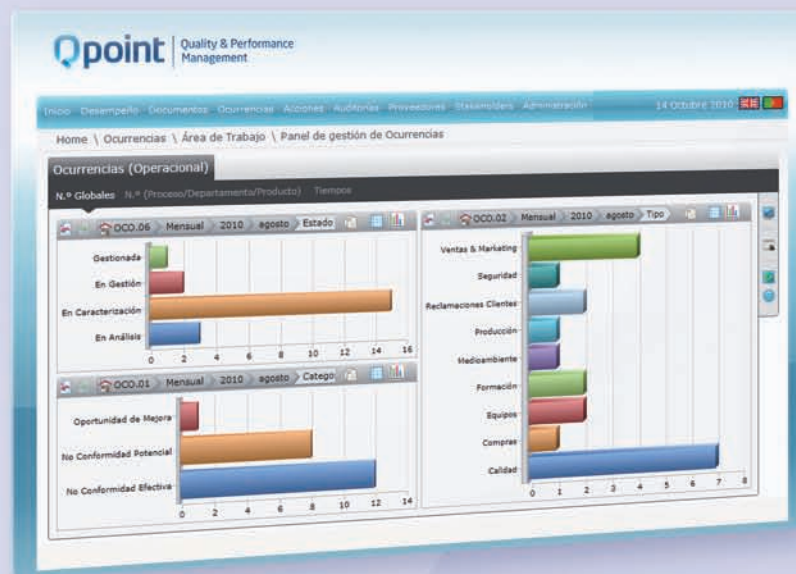 Qpoint Quality & Performance
Management
Inicio Desempeño Documentos Ocurrencias Acciones Auditorías Proveedores Stakeholders Administración 14 Octubre 2010
Home \ Ocurrencias \ Área de Trabajo \ Panel de gestión de Ocurrencias
Ocurrencias (Operacional)
N.º Globales N.º (Proceso/Departamento/Producto) Tiempos
OCO.06 Mensual 2010 agosto Estado
Gestionada
En Gestión
En Caracterización
En Análisis
0 2 4 6 8 10 12 14 16
OCO.01 Mensual 2010 agosto Catego
Oportunidad de Mejora
No Conformidad Potencial
No Conformidad Efectiva
0 2 4 6 8 10 12 14
OCO.02 Mensual 2010 agosto Tipo
Ventas & Marketing
Seguridad
Reclamaciones Clientes
Producción
Medioambiente
Formación
Equipos
Compras
Calidad
0 1 2 3 4 5 6 7 8